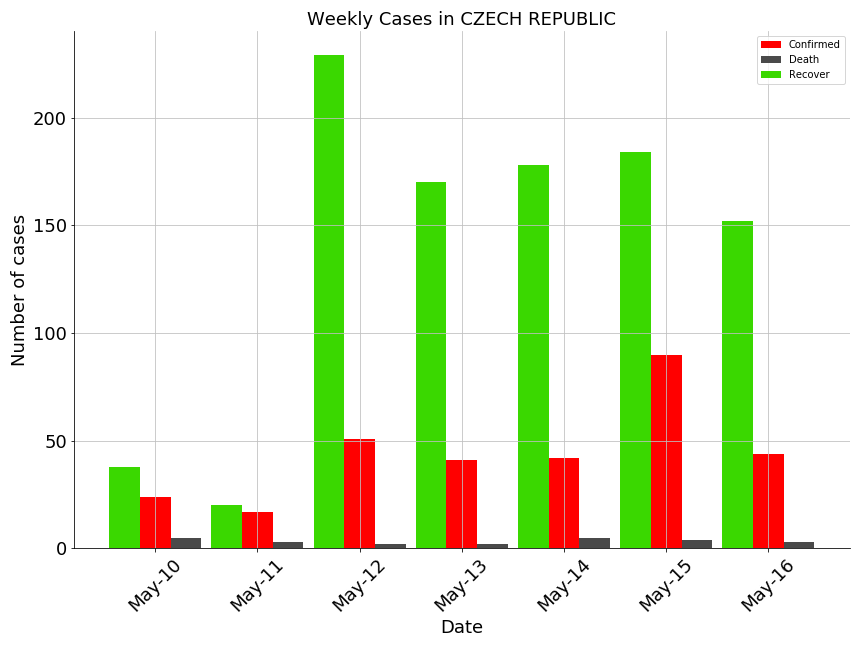 Weekly Cases in CZECH REPUBLIC
Confirmed
Death
Recover
Number of cases
200
150
100
50
0
May-10
May-11
May-12
May-13
May-14
May-15
May-16
Date